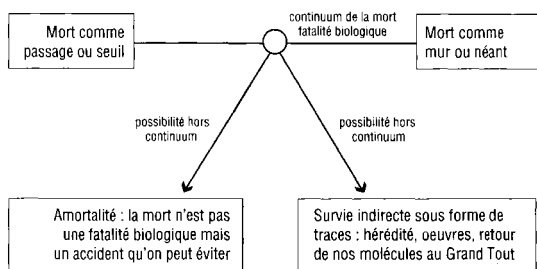 continuum de la mort
fatalité biologique
Mort comme
passage ou seuil
Mort comme
mur ou néant
possibilité hors
continuum
possibilité hors
continuum
Amortalité : la mort n'est pas
une fatalité biologique mais
un accident qu'on peut éviter
Survie indirecte sous forme de
traces : hérédité, oeuvres, retour
de nos molécules au Grand Tout